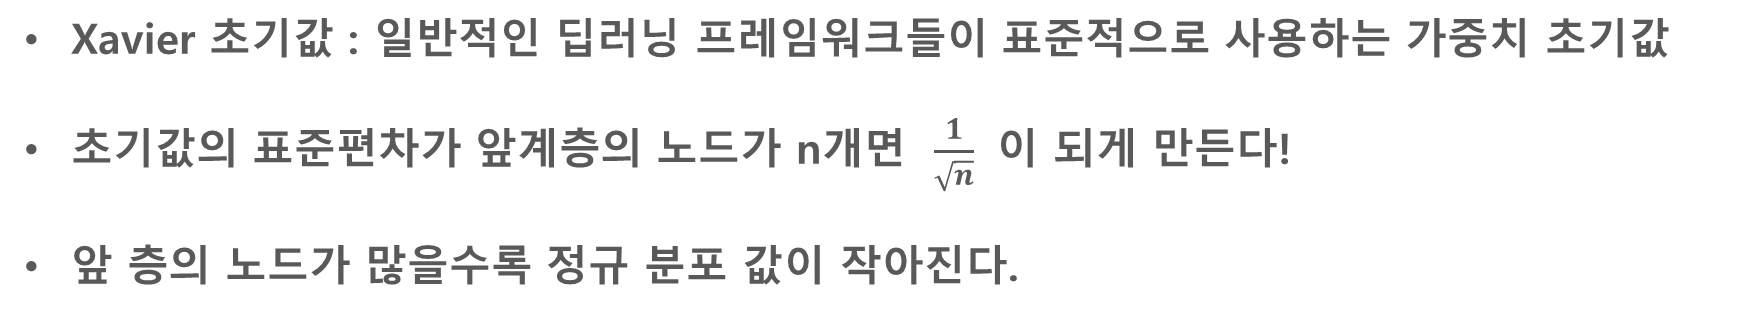 • Xavier 초기값 : 일반적인 딥러닝 프레임워크들이 표준적으로 사용하는 가중치 초기값
• 초기값의 표준편차가 앞계층의 노드가 n개면 $\frac{1}{\sqrt{n}}$ 이 되게 만든다!
• 앞 층의 노드가 많을수록 정규 분포 값이 작아진다.